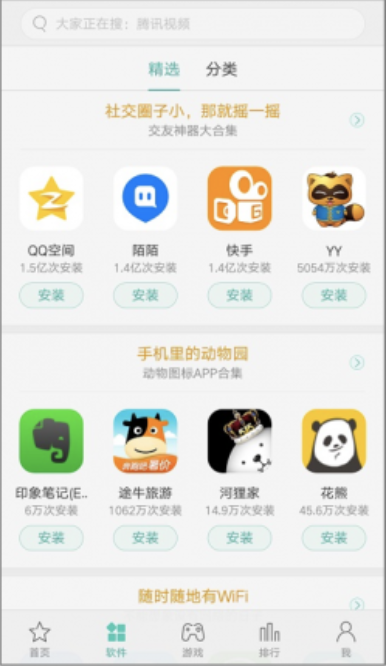 大家正在搜：腾讯视频
精选 分类
社交圈子小，那就摇一摇
交友神器大合集
QQ空间 陌陌 快手 YY
1.5亿次安装 1.4亿次安装 1.4亿次安装 5054万次安装
安装 安装 安装 安装
手机里的动物园
动物图标APP合集
KIK
奔跑吧暑价
印象笔记(E.. 途牛旅游 河狸家 花熊
6万次安装 1062万次安装 14.9万次安装 45.6万次安装
安装 安装 安装 安装
随时随地有WiFi
首页 软件 游戏 排行 我